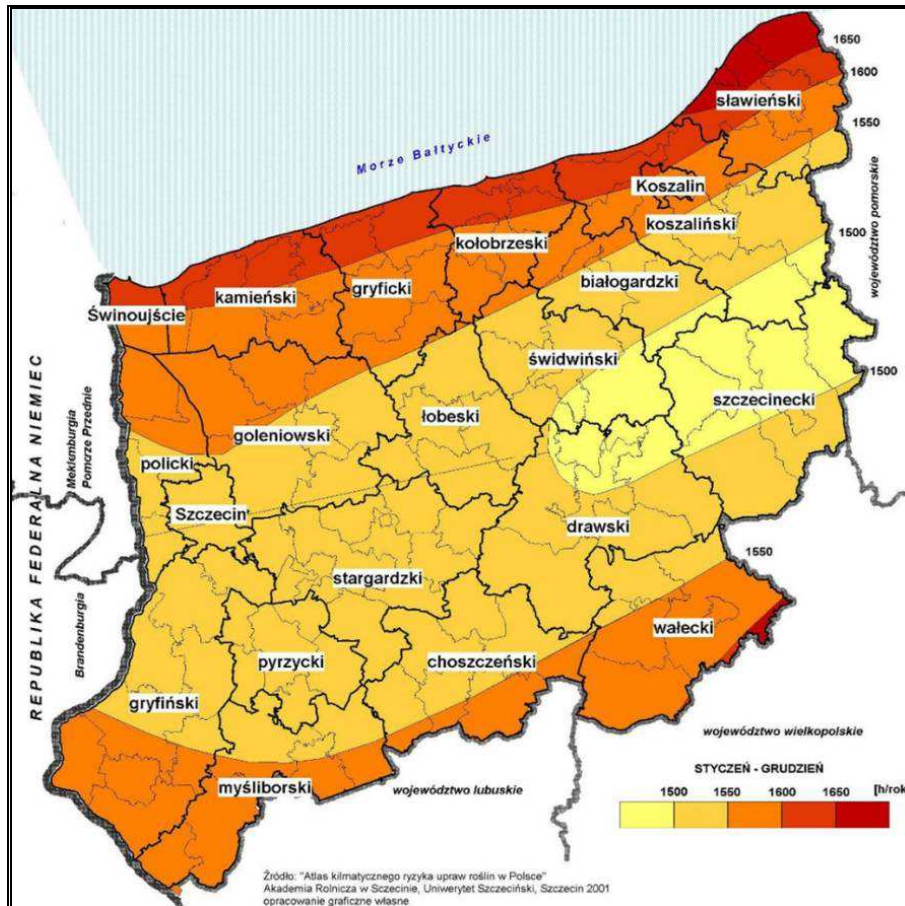 1650
1600
sławieński
1550
Morze Bałtyckie
Koszalin
koszaliński
województwo pomorskie
kołobrzeski
1500
białogardzki
gryficki
kamieński
Świnoujście
świdwiński
1500
szczecinecki
łobeski
goleniowski
REPUBLIKA FEDERALNA NIEMIEC
Meklemburgia
Pomorze Przednie
policki
Szczecin
drawski
1550
stargardzki
wałecki
Brandenburgia
pyrzycki
choszczeński
gryfiński
województwo wielkopolskie
myśliborski
województwo lubuskie
STYCZEŃ - GRUDZIEŃ
1500 1550 1600 1650 [h/rok
Źródło: "Atlas kilmatycznego ryzyka upraw roślin w Polsce"
Akademia Rolnicza w Sczecinie, Uniwerytet Szczeciński, Szczecin 2001
opracowanie graficzne własne